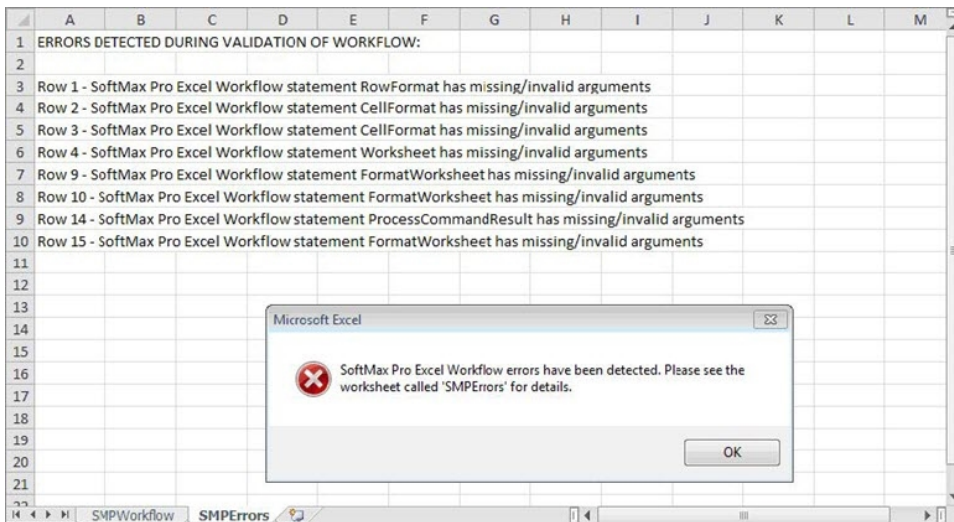 A B C D E F G H I J K L M
1 ERRORS DETECTED DURING VALIDATION OF WORKFLOW:
2
3 Row 1 - SoftMax Pro Excel Workflow statement RowFormat has missing/invalid arguments
4 Row 2 - SoftMax Pro Excel Workflow statement CellFormat has missing/invalid arguments
5 Row 3 - SoftMax Pro Excel Workflow statement CellFormat has missing/invalid arguments
6 Row 4 - SoftMax Pro Excel Workflow statement Worksheet has missing/invalid arguments
7 Row 9 - SoftMax Pro Excel Workflow statement FormatWorksheet has missing/invalid arguments
8 Row 10 - SoftMax Pro Excel Workflow statement FormatWorksheet has missing/invalid arguments
9 Row 14 - SoftMax Pro Excel Workflow statement ProcessCommandResult has missing/invalid arguments
10 Row 15 - SoftMax Pro Excel Workflow statement FormatWorksheet has missing/invalid arguments
11
12
13
Microsoft Excel
14
15
16 SoftMax Pro Excel Workflow errors have been detected. Please see the
17 worksheet called 'SMPErrors' for details.
18
19
OK
20
21
22
SMPWorkflow SMPErrors